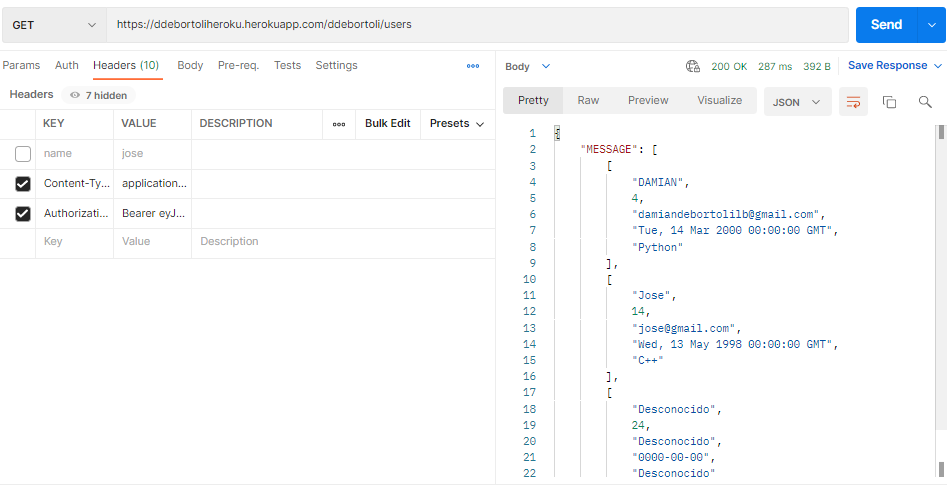 GET https://ddebortoliheroku.herokuapp.com/ddebortoli/users Send
Params Auth Headers (10) Body Pre-req. Tests Settings
Headers 7 hidden
KEY VALUE DESCRIPTION Bulk Edit Presets
name jose
Content-Ty... application...
Authorizati... Bearer eyJ...
Key Value Description
Body 200 OK 287 ms 392 B Save Response
Pretty Raw Preview Visualize JSON
1 {
2 "MESSAGE": [
3 [
4 "DAMIAN",
5 4,
6 "damiandebortolilb@gmail.com",
7 "Tue, 14 Mar 2000 00:00:00 GMT",
8 "Python"
9 ],
10 [
11 "Jose",
12 14,
13 "jose@gmail.com",
14 "Wed, 13 May 1998 00:00:00 GMT",
15 "C++"
16 ],
17 [
18 "Desconocido",
19 24,
20 "Desconocido",
21 "0000-00-00",
22 "Desconocido"